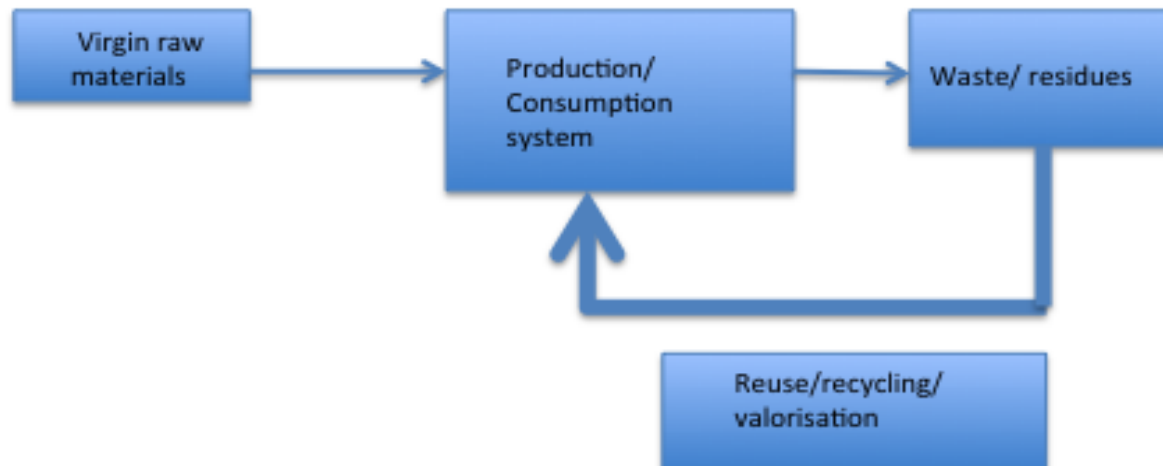 Virgin raw
materials
Production/
Consumption
system
Waste/ residues
Reuse/recycling/
valorisation